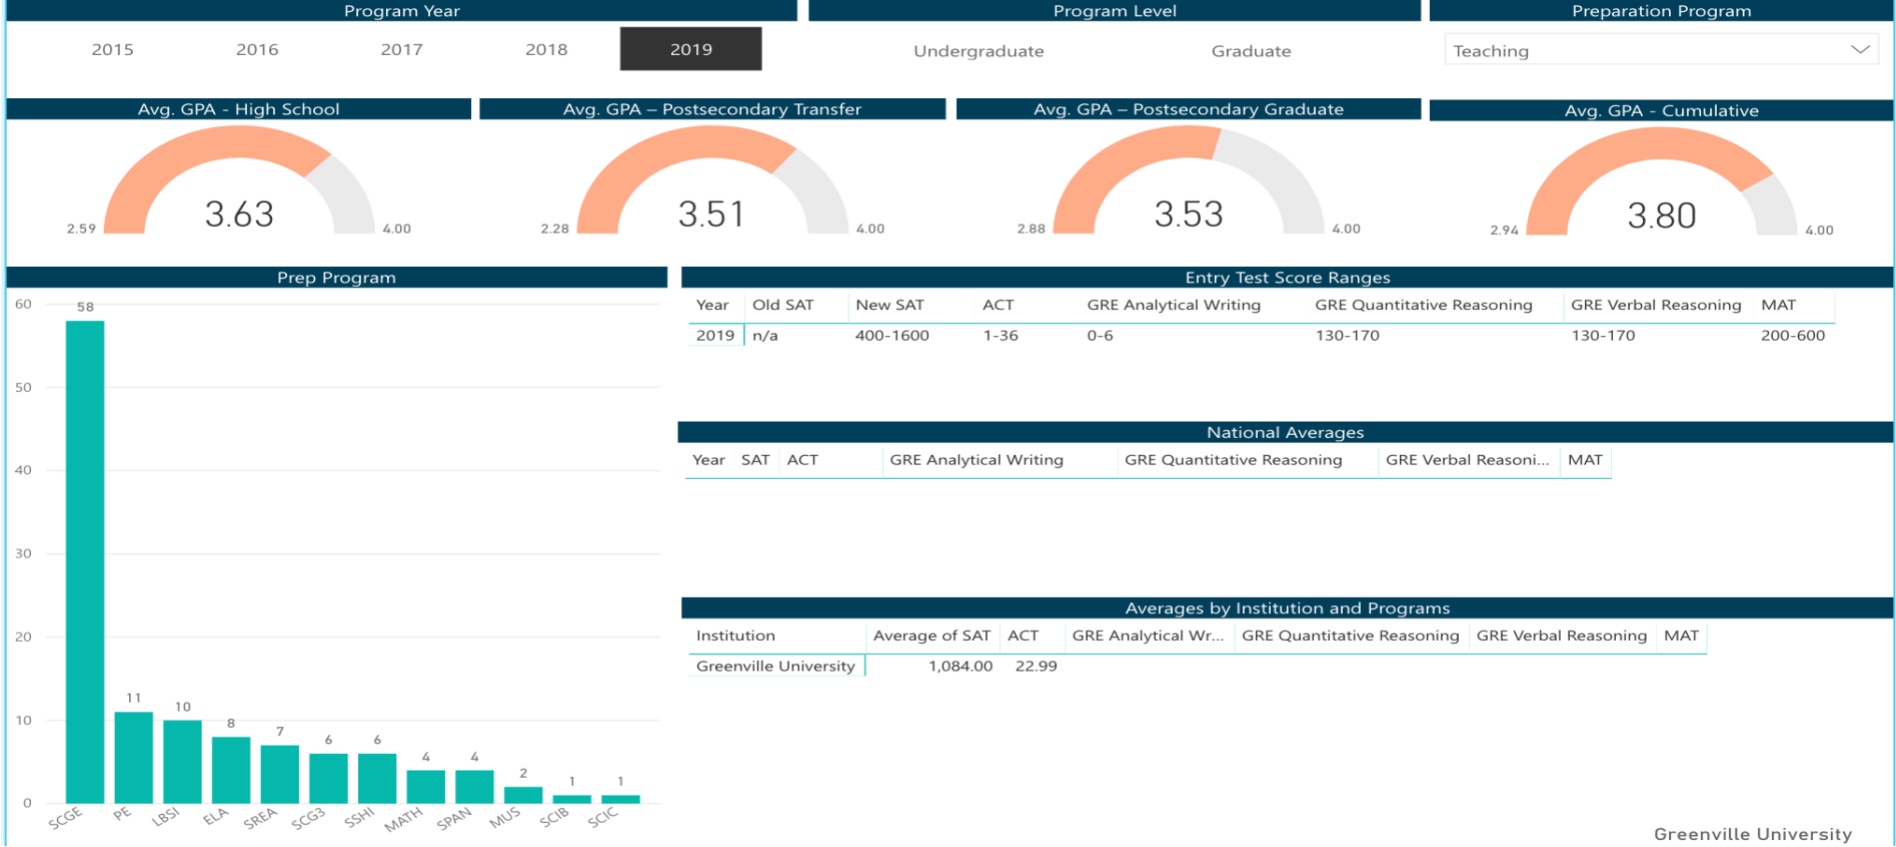 Program Year
Program Level
Preparation Program
2015 2016 2017 2018 2019
Undergraduate Graduate
Teaching
Avg. GPA - High School
Avg. GPA – Postsecondary Transfer
Avg. GPA – Postsecondary Graduate
Avg. GPA - Cumulative
3.63
2.59 4.00
3.51
2.28 4.00
3.53
2.88 4.00
3.80
2.94 4.00
Prep Program
60
50
40
30
20
10
0
58 11 10 8 7 6 6 4 4 2 1 1
SCGE PE LBSI ELA SREA SCG3 SSHI MATH SPAN MUS SCIB SCIC
Entry Test Score Ranges
Year Old SAT New SAT ACT GRE Analytical Writing GRE Quantitative Reasoning GRE Verbal Reasoning MAT
2019 n/a 400-1600 1-36 0-6 130-170 130-170 200-600
National Averages
Year SAT ACT GRE Analytical Writing GRE Quantitative Reasoning GRE Verbal Reasoni... MAT
Averages by Institution and Programs
Institution Average of SAT ACT GRE Analytical Wr... GRE Quantitative Reasoning GRE Verbal Reasoning MAT
Greenville University 1,084.00 22.99
Greenville University